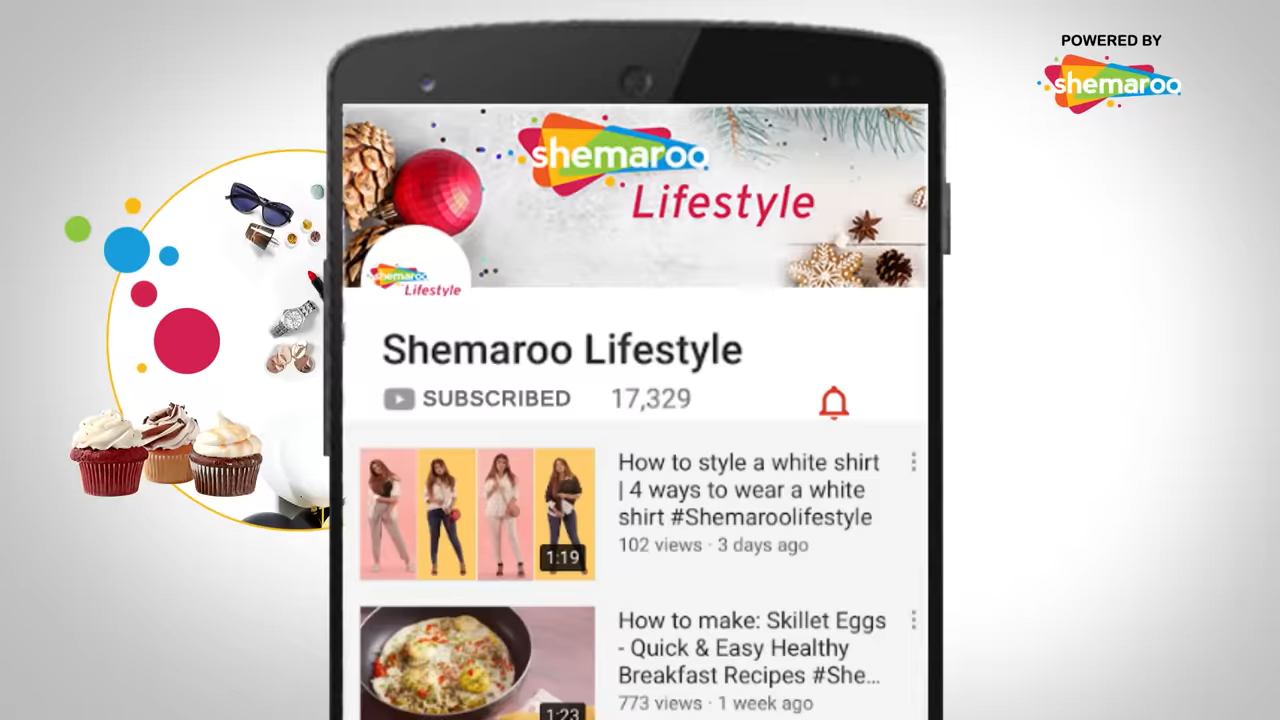 POWERED BY
shemaroo
shemaroo
Lifestyle
shemaroo
Lifestyle
Shemaroo Lifestyle
SUBSCRIBED 17,329
How to style a white shirt
| 4 ways to wear a white
shirt #Shemaroolifestyle
102 views · 3 days ago
1:19
How to make: Skillet Eggs
- Quick & Easy Healthy
Breakfast Recipes #She...
773 views · 1 week ago
1:23